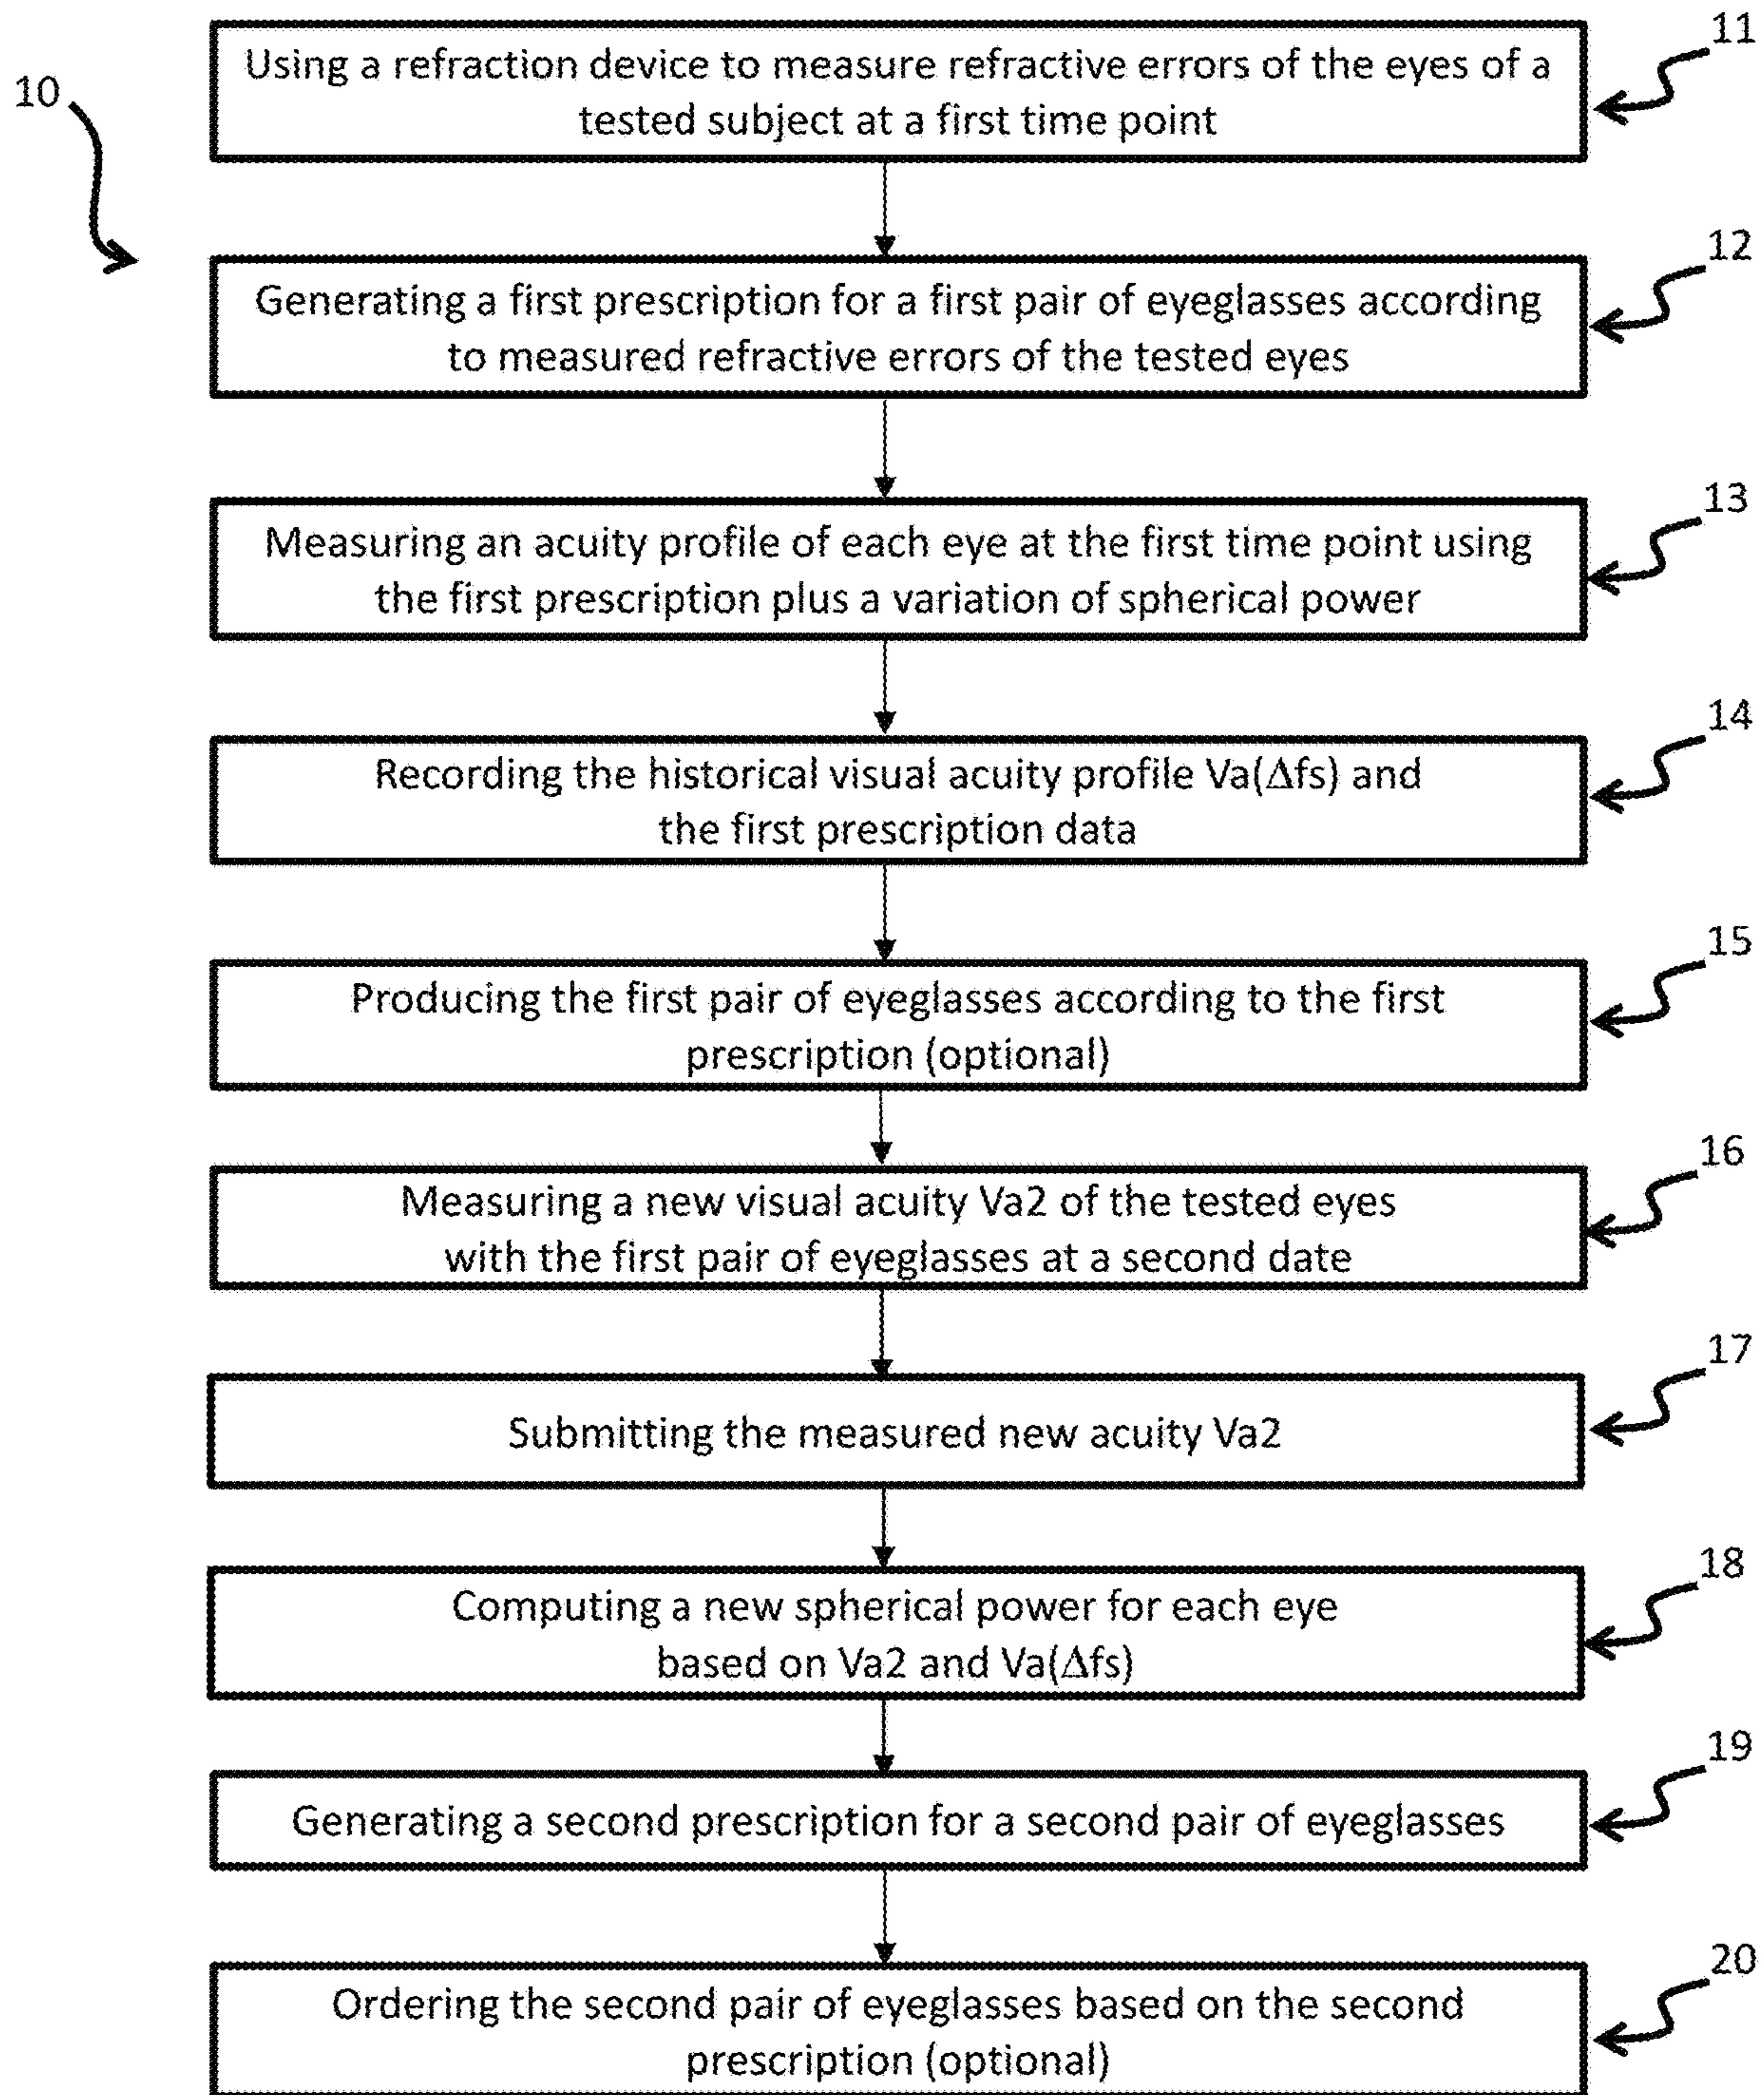 11
Using a refraction device to measure refractive errors of the eyes of a
tested subject at a first time point
10
12
Generating a first prescription for a first pair of eyeglasses according
to measured refractive errors of the tested eyes
13
Measuring an acuity profile of each eye at the first time point using
the first prescription plus a variation of spherical power
14
Recording the historical visual acuity profile Va(Δfs) and
the first prescription data
15
Producing the first pair of eyeglasses according to the first
prescription (optional)
16
Measuring a new visual acuity Va2 of the tested eyes
with the first pair of eyeglasses at a second date
17
Submitting the measured new acuity Va2
18
Computing a new spherical power for each eye
based on Va2 and Va(Δfs)
19
Generating a second prescription for a second pair of eyeglasses
20
Ordering the second pair of eyeglasses based on the second
prescription (optional)